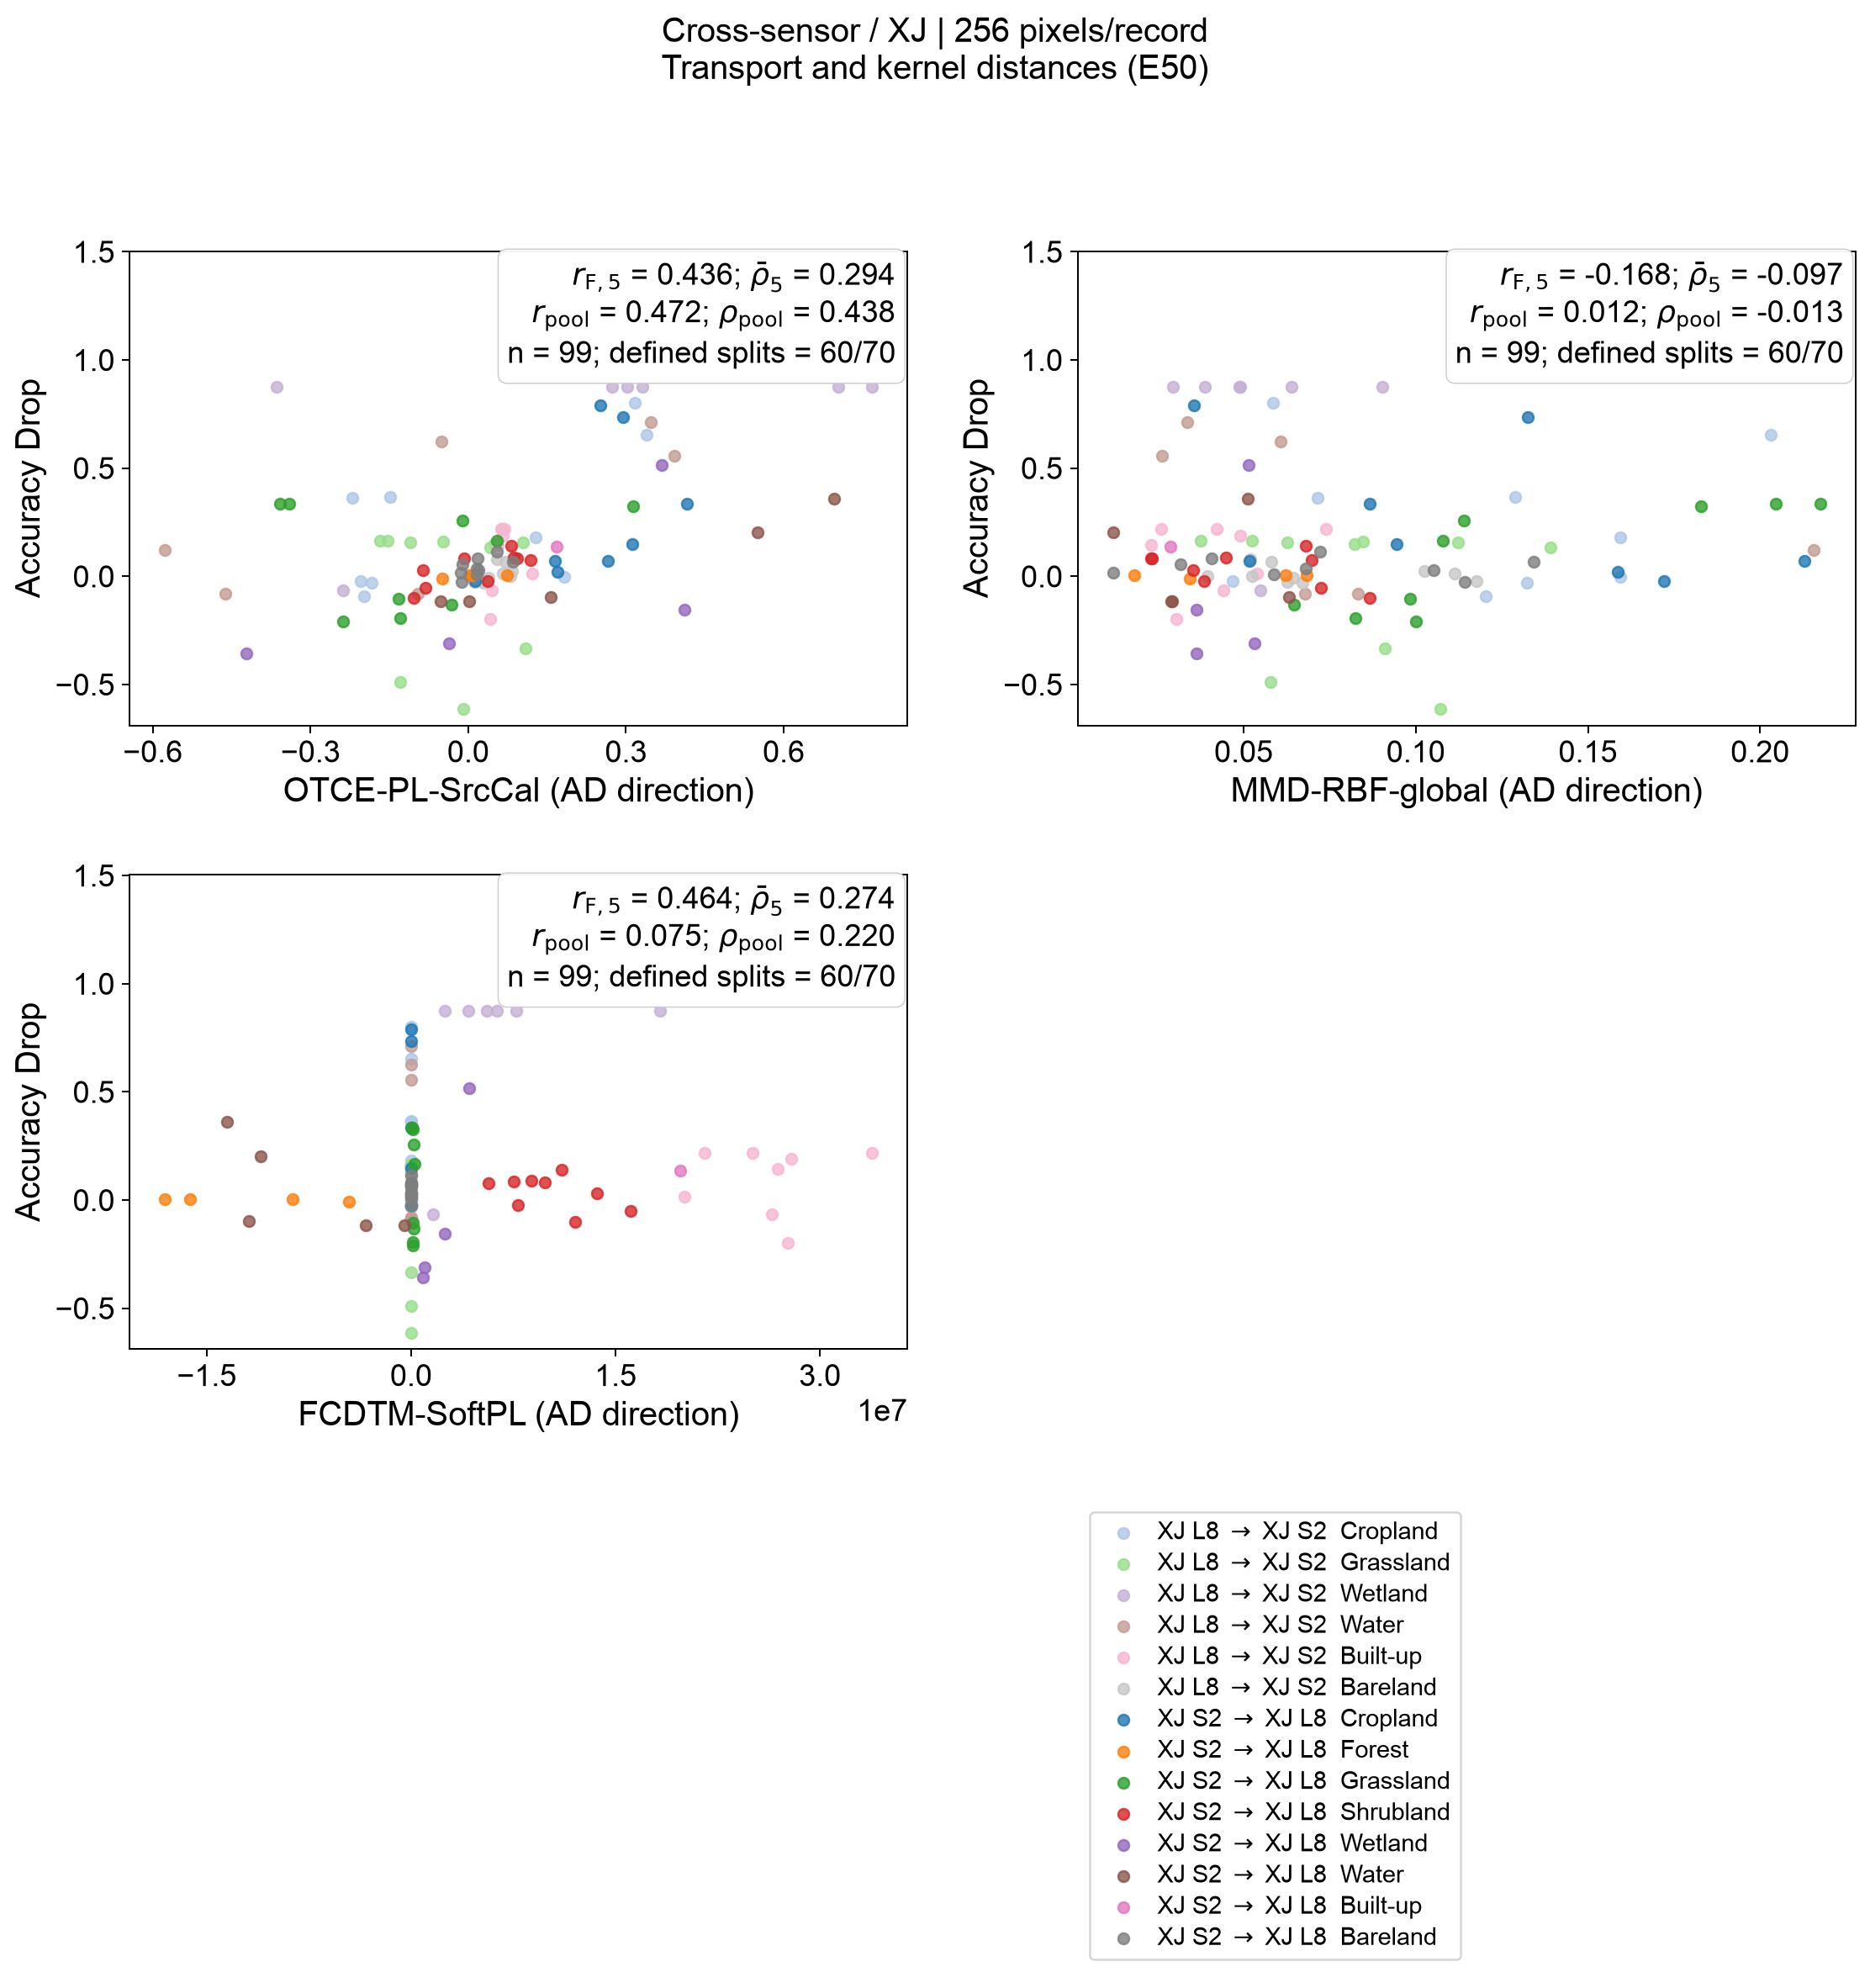 Cross-sensor / XJ | 256 pixels/record
Transport and kernel distances (E50)
1.5
1.0
0.5
0.0
−0.5
Accuracy Drop
r_F,5 = 0.436; ρ̄_5 = 0.294
r_pool = 0.472; ρ_pool = 0.438
n = 99; defined splits = 60/70
−0.6 −0.3 0.0 0.3 0.6
OTCE-PL-SrcCal (AD direction)
1.5
1.0
0.5
0.0
−0.5
Accuracy Drop
r_F,5 = -0.168; ρ̄_5 = -0.097
r_pool = 0.012; ρ_pool = -0.013
n = 99; defined splits = 60/70
0.05 0.10 0.15 0.20
MMD-RBF-global (AD direction)
1.5
1.0
0.5
0.0
−0.5
Accuracy Drop
r_F,5 = 0.464; ρ̄_5 = 0.274
r_pool = 0.075; ρ_pool = 0.220
n = 99; defined splits = 60/70
−1.5 0.0 1.5 3.0
1e7
FCDTM-SoftPL (AD direction)
XJ L8 → XJ S2 Cropland
XJ L8 → XJ S2 Grassland
XJ L8 → XJ S2 Wetland
XJ L8 → XJ S2 Water
XJ L8 → XJ S2 Built-up
XJ L8 → XJ S2 Bareland
XJ S2 → XJ L8 Cropland
XJ S2 → XJ L8 Forest
XJ S2 → XJ L8 Grassland
XJ S2 → XJ L8 Shrubland
XJ S2 → XJ L8 Wetland
XJ S2 → XJ L8 Water
XJ S2 → XJ L8 Built-up
XJ S2 → XJ L8 Bareland